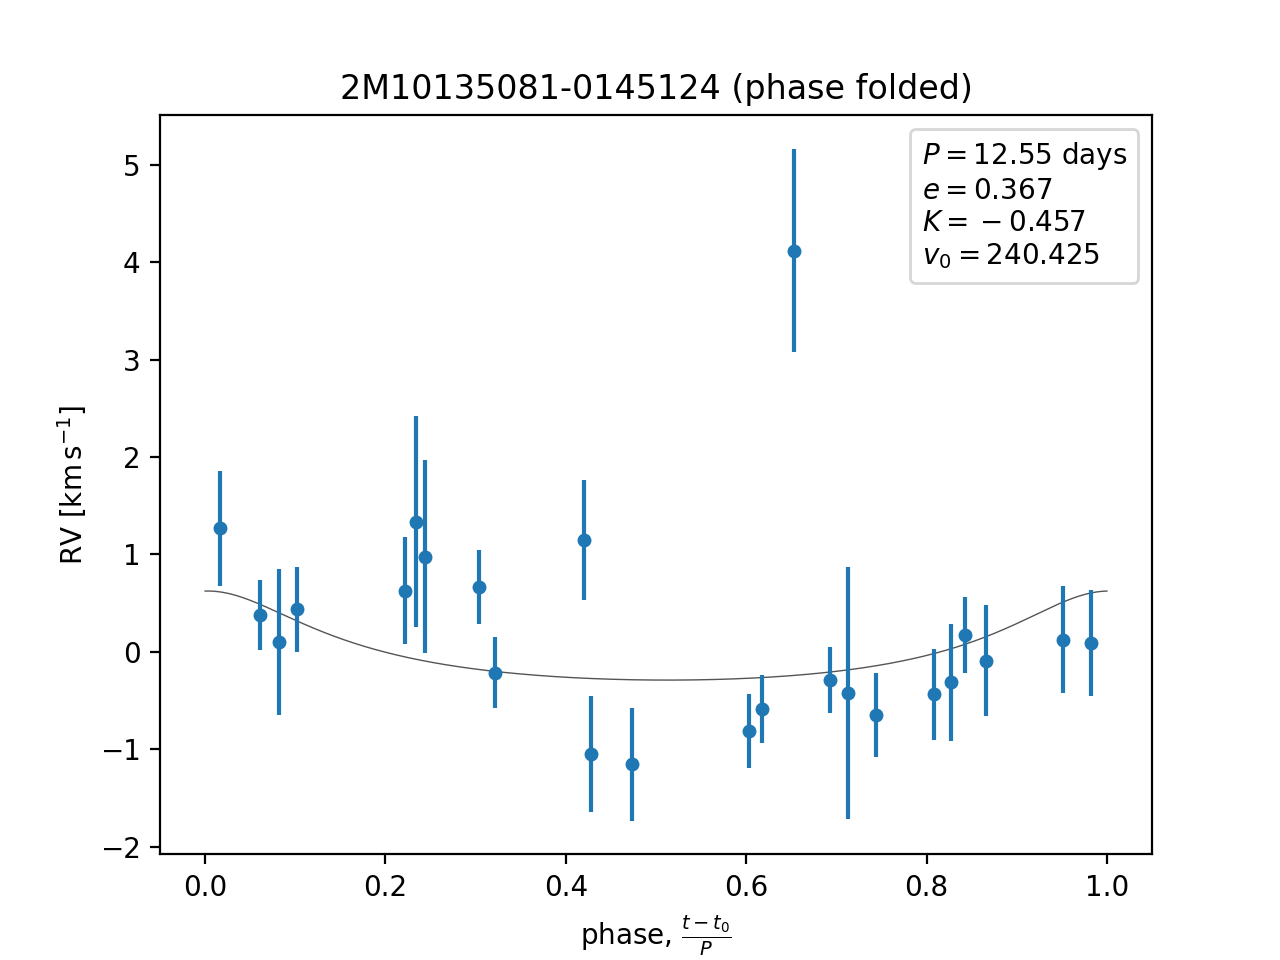 2M10135081-0145124 (phase folded)
P = 12.55 days
e = 0.367
K = −0.457
v₀ = 240.425
RV [km s⁻¹]
5
4
3
2
1
0
−1
−2
0.0 0.2 0.4 0.6 0.8 1.0
phase, (t − t₀)/P